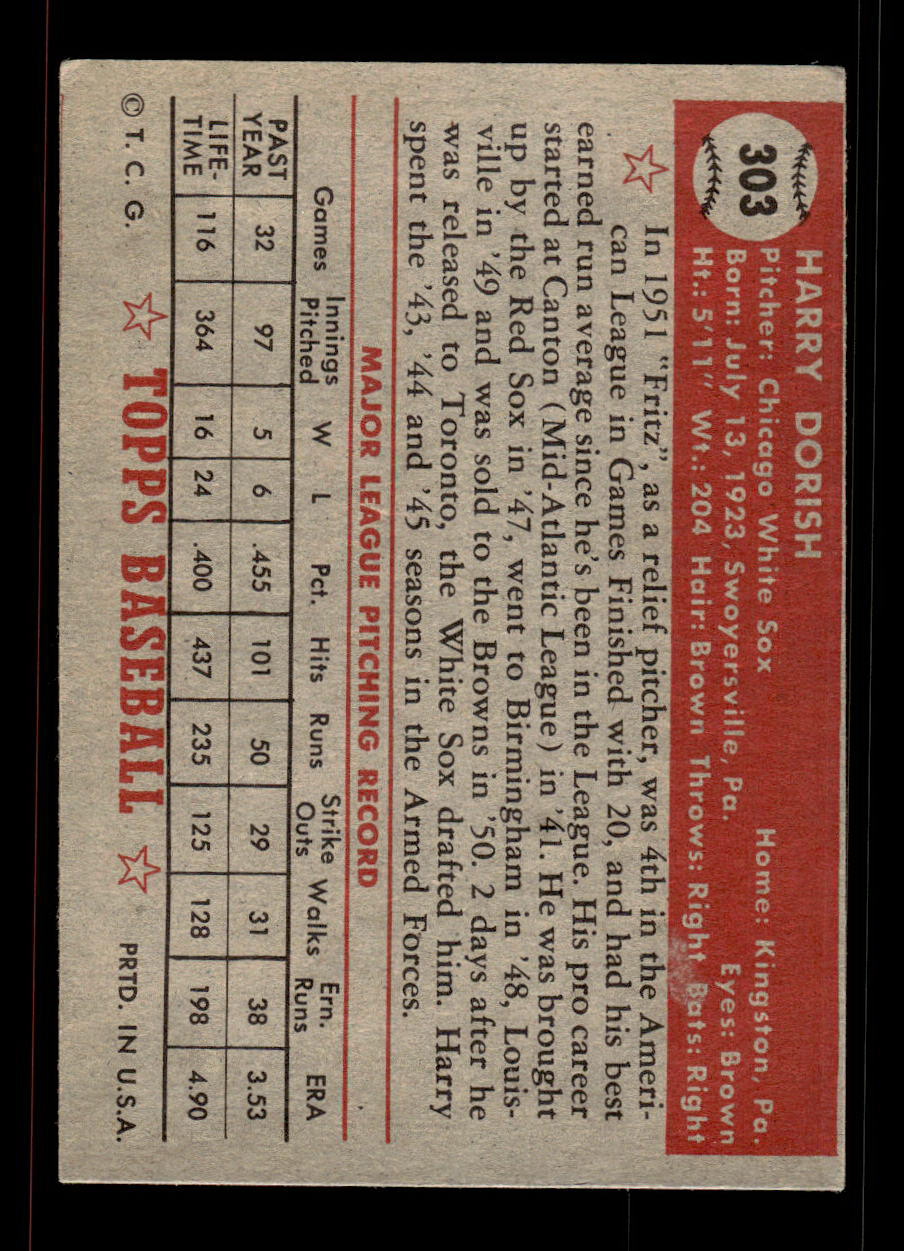 303
HARRY DORISH
Pitcher: Chicago White Sox Home: Kingston, Pa.
Born: July 13, 1923, Swoyersville, Pa. Eyes: Brown
Ht.: 5'11" Wt.: 204 Hair: Brown Throws: Right Bats: Right
In 1951 "Fritz", as a relief pitcher, was 4th in the Ameri-
can League in Games Finished with 20, and had his best
earned run average since he's been in the League. His pro career
started at Canton (Mid-Atlantic League) in '41. He was brought
up by the Red Sox in '47, went to Birmingham in '48, Louis-
ville in '49 and was sold to the Browns in '50. 2 days after he
was released to Toronto, the White Sox drafted him. Harry
spent the '43, '44 and '45 seasons in the Armed Forces.
MAJOR LEAGUE PITCHING RECORD
Games Innings Pitched W L Pct. Hits Runs Strike Outs Walks Ern. Runs ERA
PAST YEAR 32 97 5 6 .455 101 50 29 31 38 3.53
LIFE-TIME 116 364 16 24 .400 437 235 125 128 198 4.90
© T. C. G. TOPPS BASEBALL PRTD. IN U.S.A.